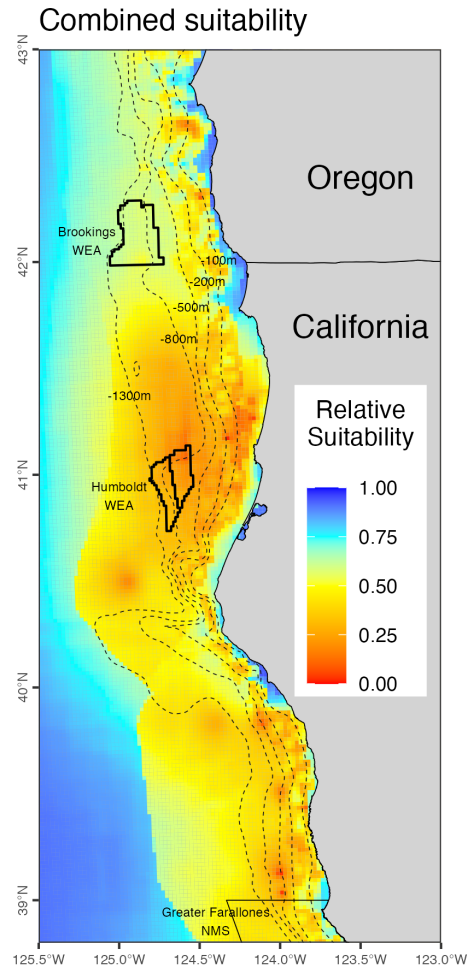 Combined suitability
43°N
Oregon
Brookings
WEA
42°N
-100m
-200m
-500m
California
-800m
-1300m
Relative
Suitability
41°N
Humboldt
WEA
1.00
0.75
0.50
0.25
0.00
40°N
39°N
Greater Farallones
NMS
125.5°W
125.0°W
124.5°W
124.0°W
123.5°W
123.0°W